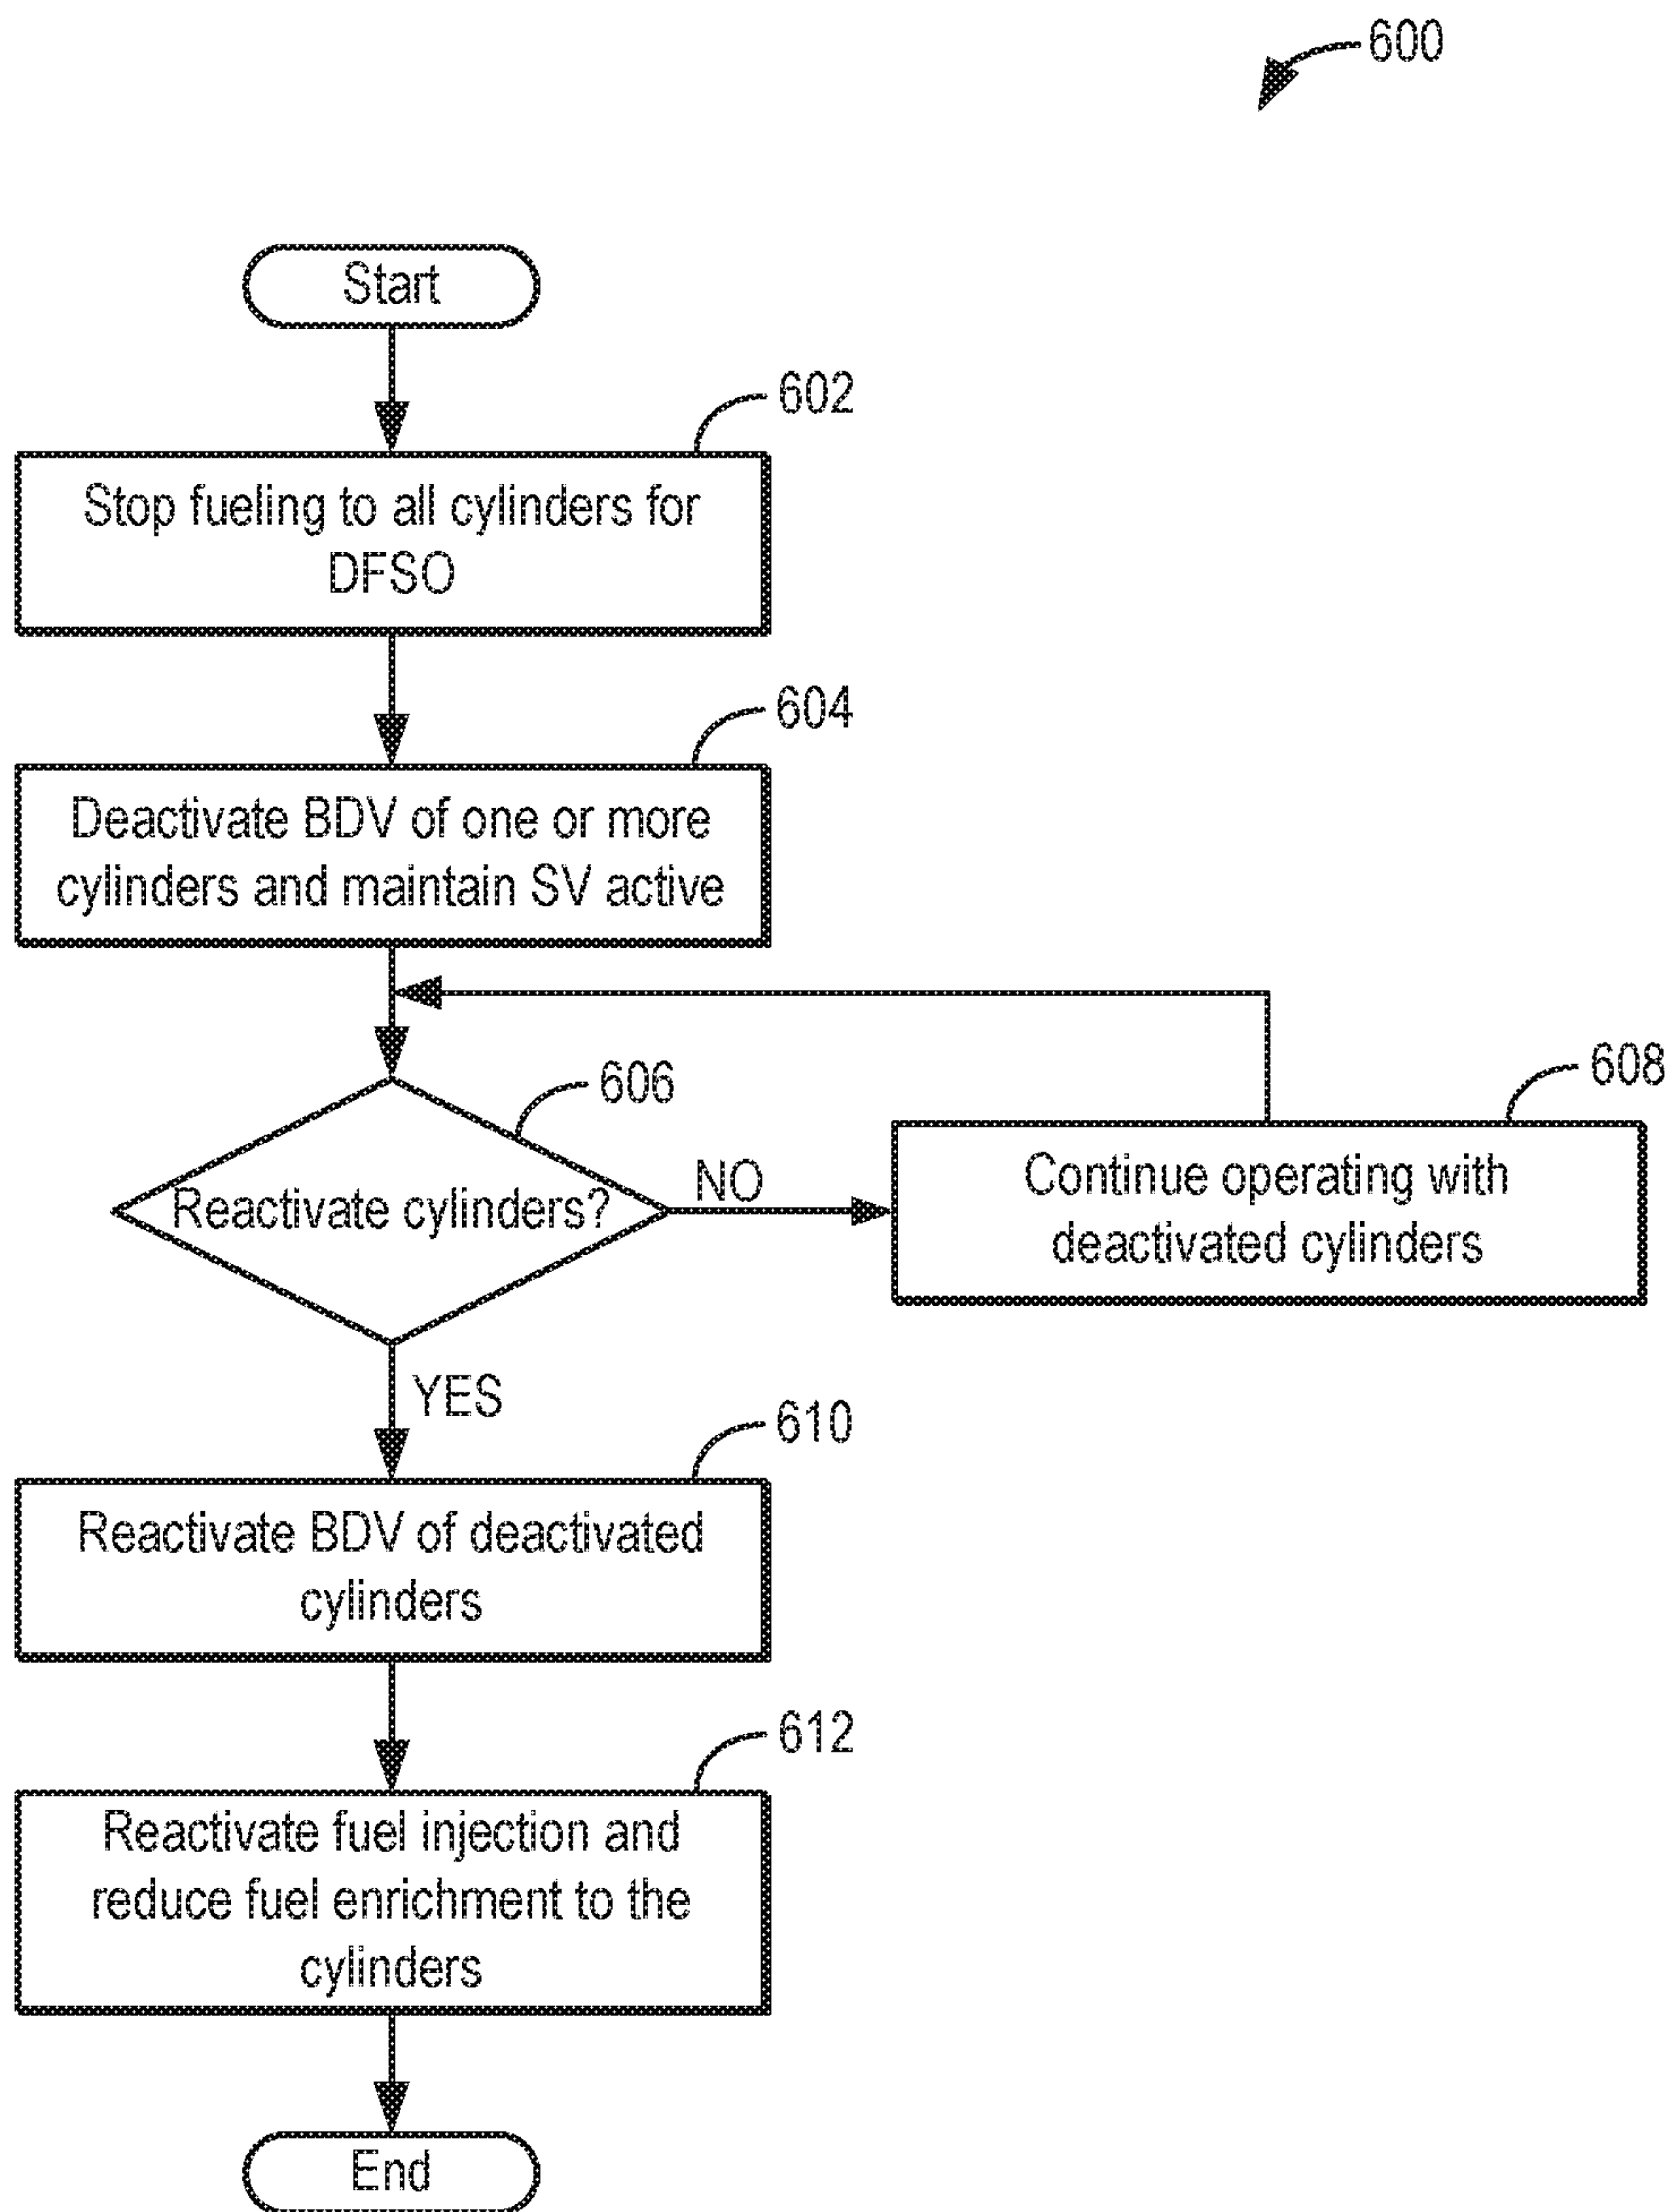 600
Start
602
Stop fueling to all cylinders for
DFSO
604
Deactivate BDV of one or more
cylinders and maintain SV active
606
Reactivate cylinders?
NO
608
Continue operating with
deactivated cylinders
YES
610
Reactivate BDV of deactivated
cylinders
612
Reactivate fuel injection and
reduce fuel enrichment to the
cylinders
End